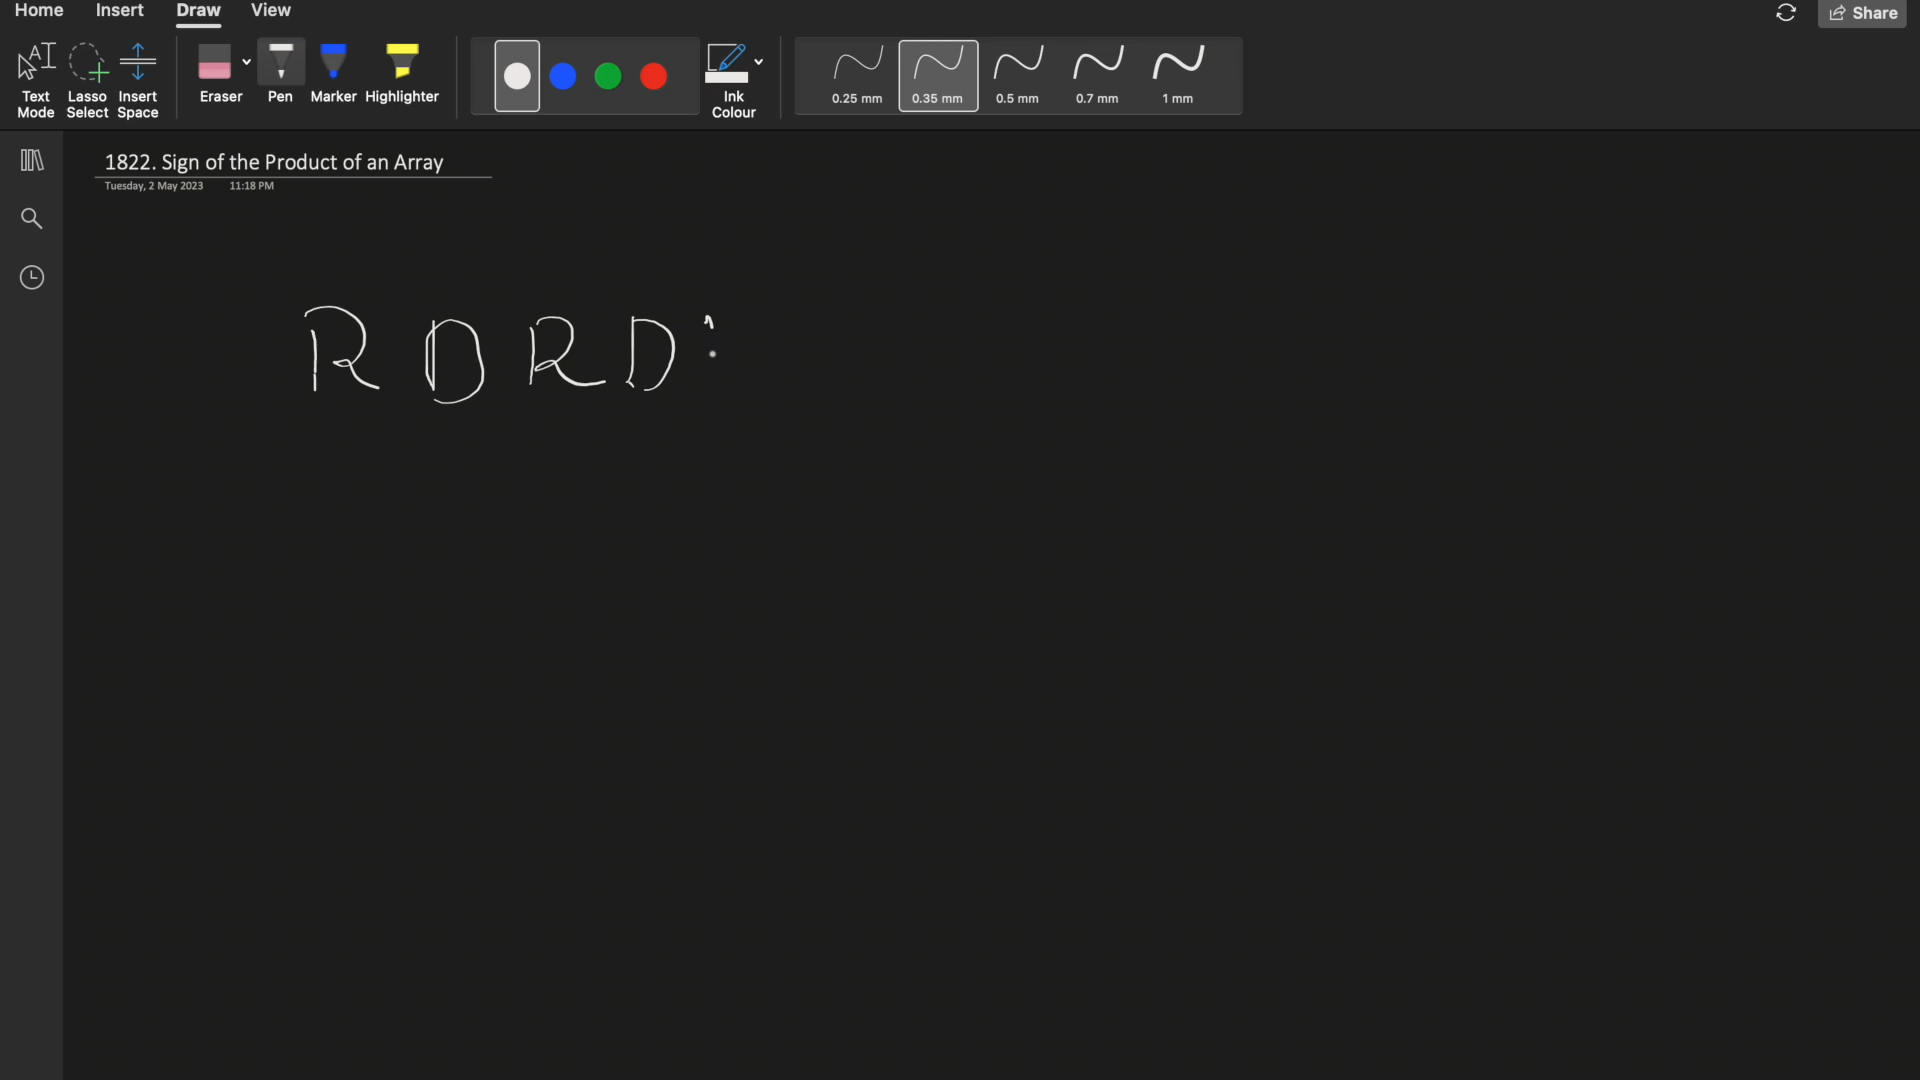 Home Insert Draw View Share
Text Mode Lasso Select Insert Space Eraser Pen Marker Highlighter Ink Colour 0.25 mm 0.35 mm 0.5 mm 0.7 mm 1 mm
1822. Sign of the Product of an Array
Tuesday, 2 May 2023 11:18 PM
R D R D :